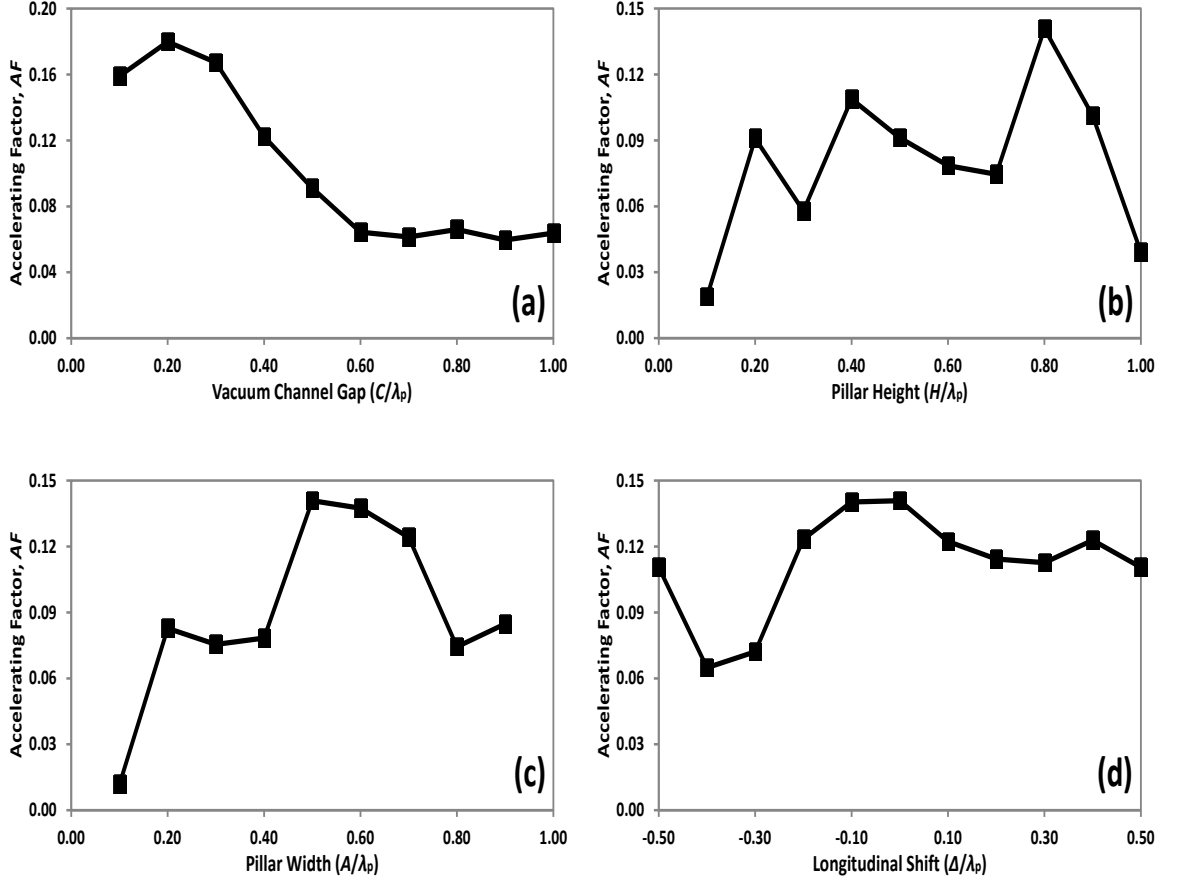 0.20
0.16
0.12
0.08
0.04
0.00
Accelerating Factor, AF
(a)
0.00 0.20 0.40 0.60 0.80 1.00
Vacuum Channel Gap (C/λp)
0.15
0.12
0.09
0.06
0.03
0.00
Accelerating Factor, AF
(b)
0.00 0.20 0.40 0.60 0.80 1.00
Pillar Height (H/λp)
0.15
0.12
0.09
0.06
0.03
0.00
Accelerating Factor, AF
(c)
0.00 0.20 0.40 0.60 0.80 1.00
Pillar Width (A/λp)
0.15
0.12
0.09
0.06
0.03
0.00
Accelerating Factor, AF
(d)
-0.50 -0.30 -0.10 0.10 0.30 0.50
Longitudinal Shift (Δ/λp)